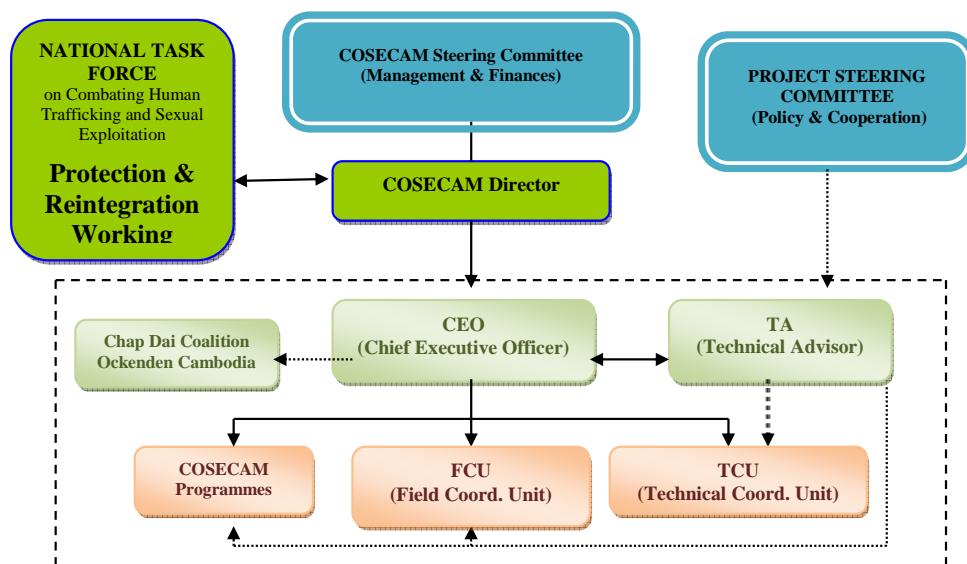 NATIONAL TASK
FORCE
on Combating Human
Trafficking and Sexual
Exploitation
Protection &
Reintegration
Working
COSECAM Steering Committee
(Management & Finances)
PROJECT STEERING
COMMITTEE
(Policy & Cooperation)
COSECAM Director
CEO
(Chief Executive Officer)
TA
(Technical Advisor)
Chap Dai Coalition
Ockenden Cambodia
COSECAM
Programmes
FCU
(Field Coord. Unit)
TCU
(Technical Coord. Unit)